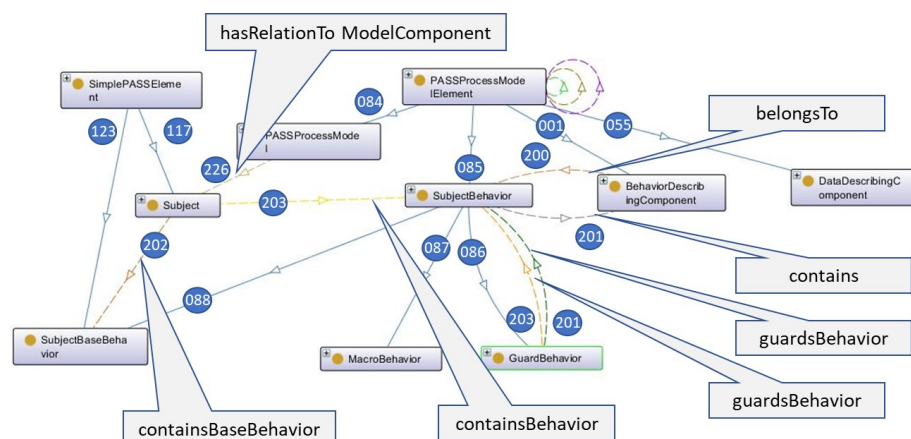 hasRelationTo ModelComponent
SimplePASSEleme
nt
PASSProcessMode
lElement
084
123
117
PASSProcessMode
l
001
055
belongsTo
226
085
200
Subject
203
SubjectBehavior
BehaviorDescrib
ingComponent
DataDescribingC
omponent
202
087
086
201
088
contains
203
201
SubjectBaseBeha
vior
MacroBehavior
GuardBehavior
guardsBehavior
guardsBehavior
containsBaseBehavior
containsBehavior